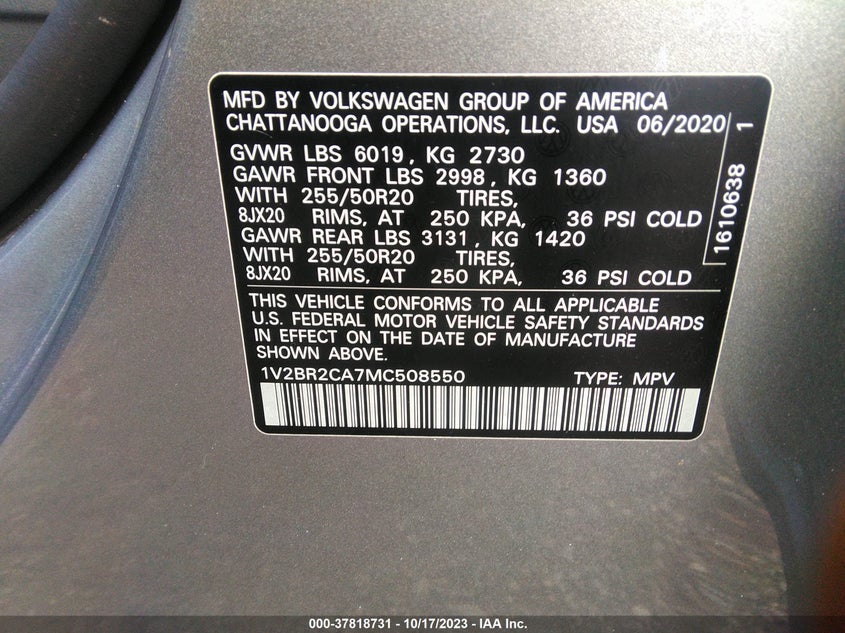 MFD BY VOLKSWAGEN GROUP OF AMERICA
CHATTANOOGA OPERATIONS, LLC. USA 06/2020
GVWR LBS 6019, KG 2730
GAWR FRONT LBS 2998, KG 1360
WITH 255/50R20 TIRES,
8JX20 RIMS, AT 250 KPA, 36 PSI COLD
GAWR REAR LBS 3131, KG 1420
WITH 255/50R20 TIRES,
8JX20 RIMS, AT 250 KPA, 36 PSI COLD
1610638 1
THIS VEHICLE CONFORMS TO ALL APPLICABLE
U.S. FEDERAL MOTOR VEHICLE SAFETY STANDARDS
IN EFFECT ON THE DATE OF MANUFACTURE
SHOWN ABOVE.
1V2BR2CA7MC508550 TYPE: MPV
000-37818731 - 10/17/2023 - IAA Inc.